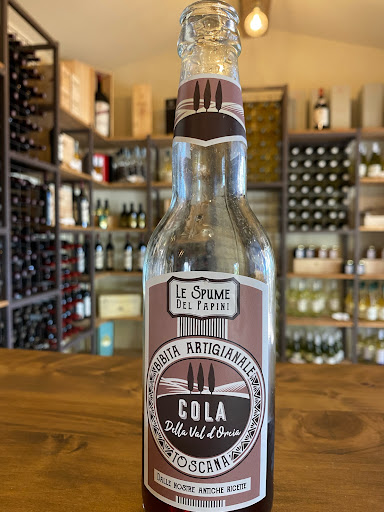 LE SPUME
DEL PAPINI
BIBITA ARTIGIANALE
COLA
Della Val d'Orcia
TOSCANA
DALLE NOSTRE ANTICHE RICETTE